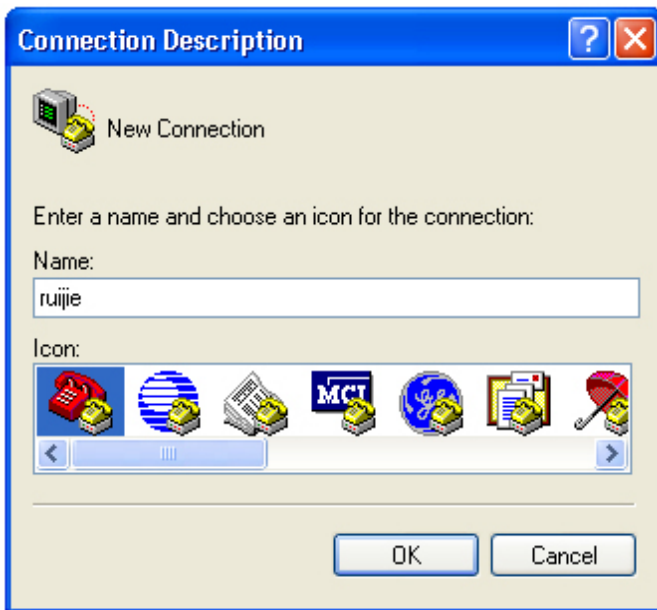 Connection Description
New Connection
Enter a name and choose an icon for the connection:
Name:
ruijie
Icon:
MCI
OK
Cancel